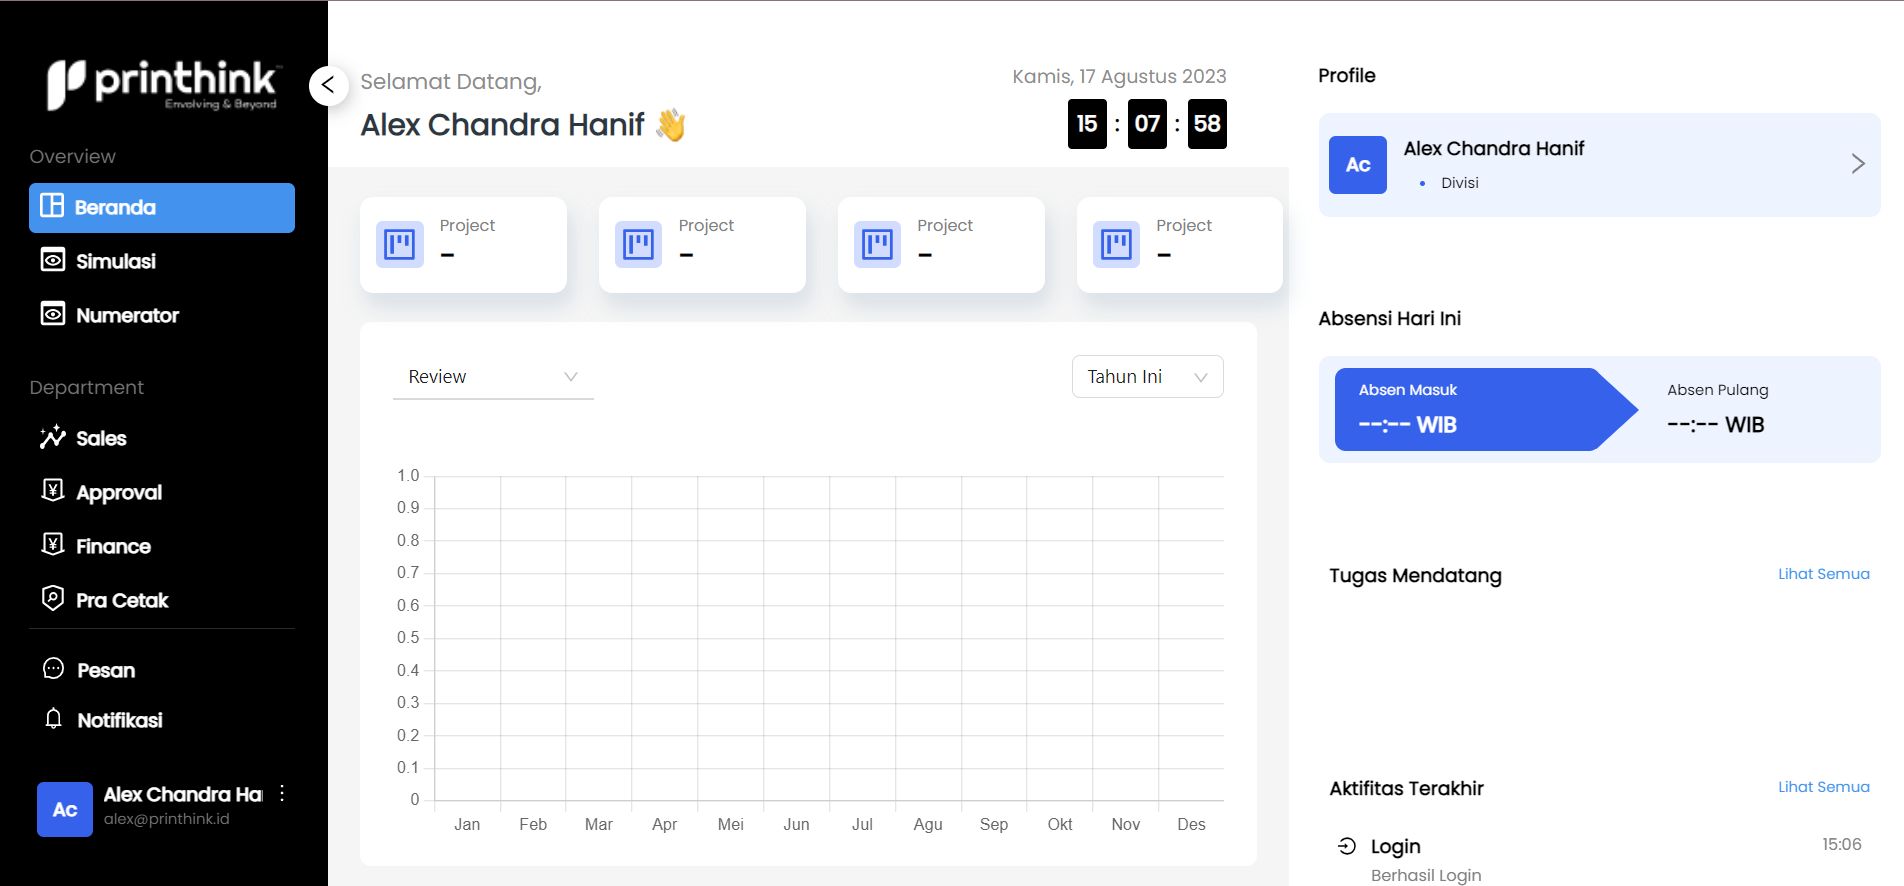 printhink
Envolving & Beyond
Overview
Beranda
Simulasi
Numerator
Department
Sales
Approval
Finance
Pra Cetak
Pesan
Notifikasi
Ac
Alex Chandra Ha
alex@printhink.id
Selamat Datang,
Alex Chandra Hanif 👋
Kamis, 17 Agustus 2023
15 : 07 : 58
Project
–
Project
–
Project
–
Project
–
Review
Tahun Ini
1.0
0.9
0.8
0.7
0.6
0.5
0.4
0.3
0.2
0.1
0
Jan Feb Mar Apr Mei Jun Jul Agu Sep Okt Nov Des
Profile
Ac
Alex Chandra Hanif
• Divisi
Absensi Hari Ini
Absen Masuk
--:-- WIB
Absen Pulang
--:-- WIB
Tugas Mendatang
Lihat Semua
Aktifitas Terakhir
Lihat Semua
Login
15:06
Berhasil Login